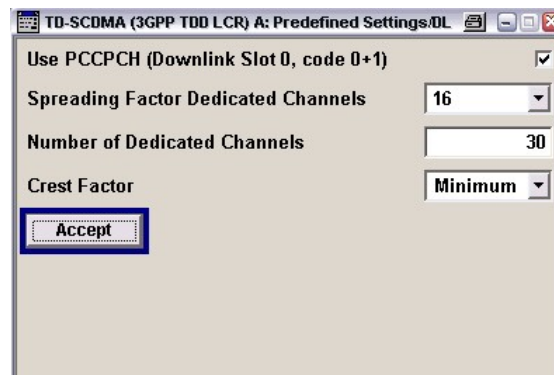 TD-SCDMA (3GPP TDD LCR) A: Predefined Settings/DL
Use PCCPCH (Downlink Slot 0, code 0+1)
Spreading Factor Dedicated Channels 16
Number of Dedicated Channels 30
Crest Factor Minimum
Accept